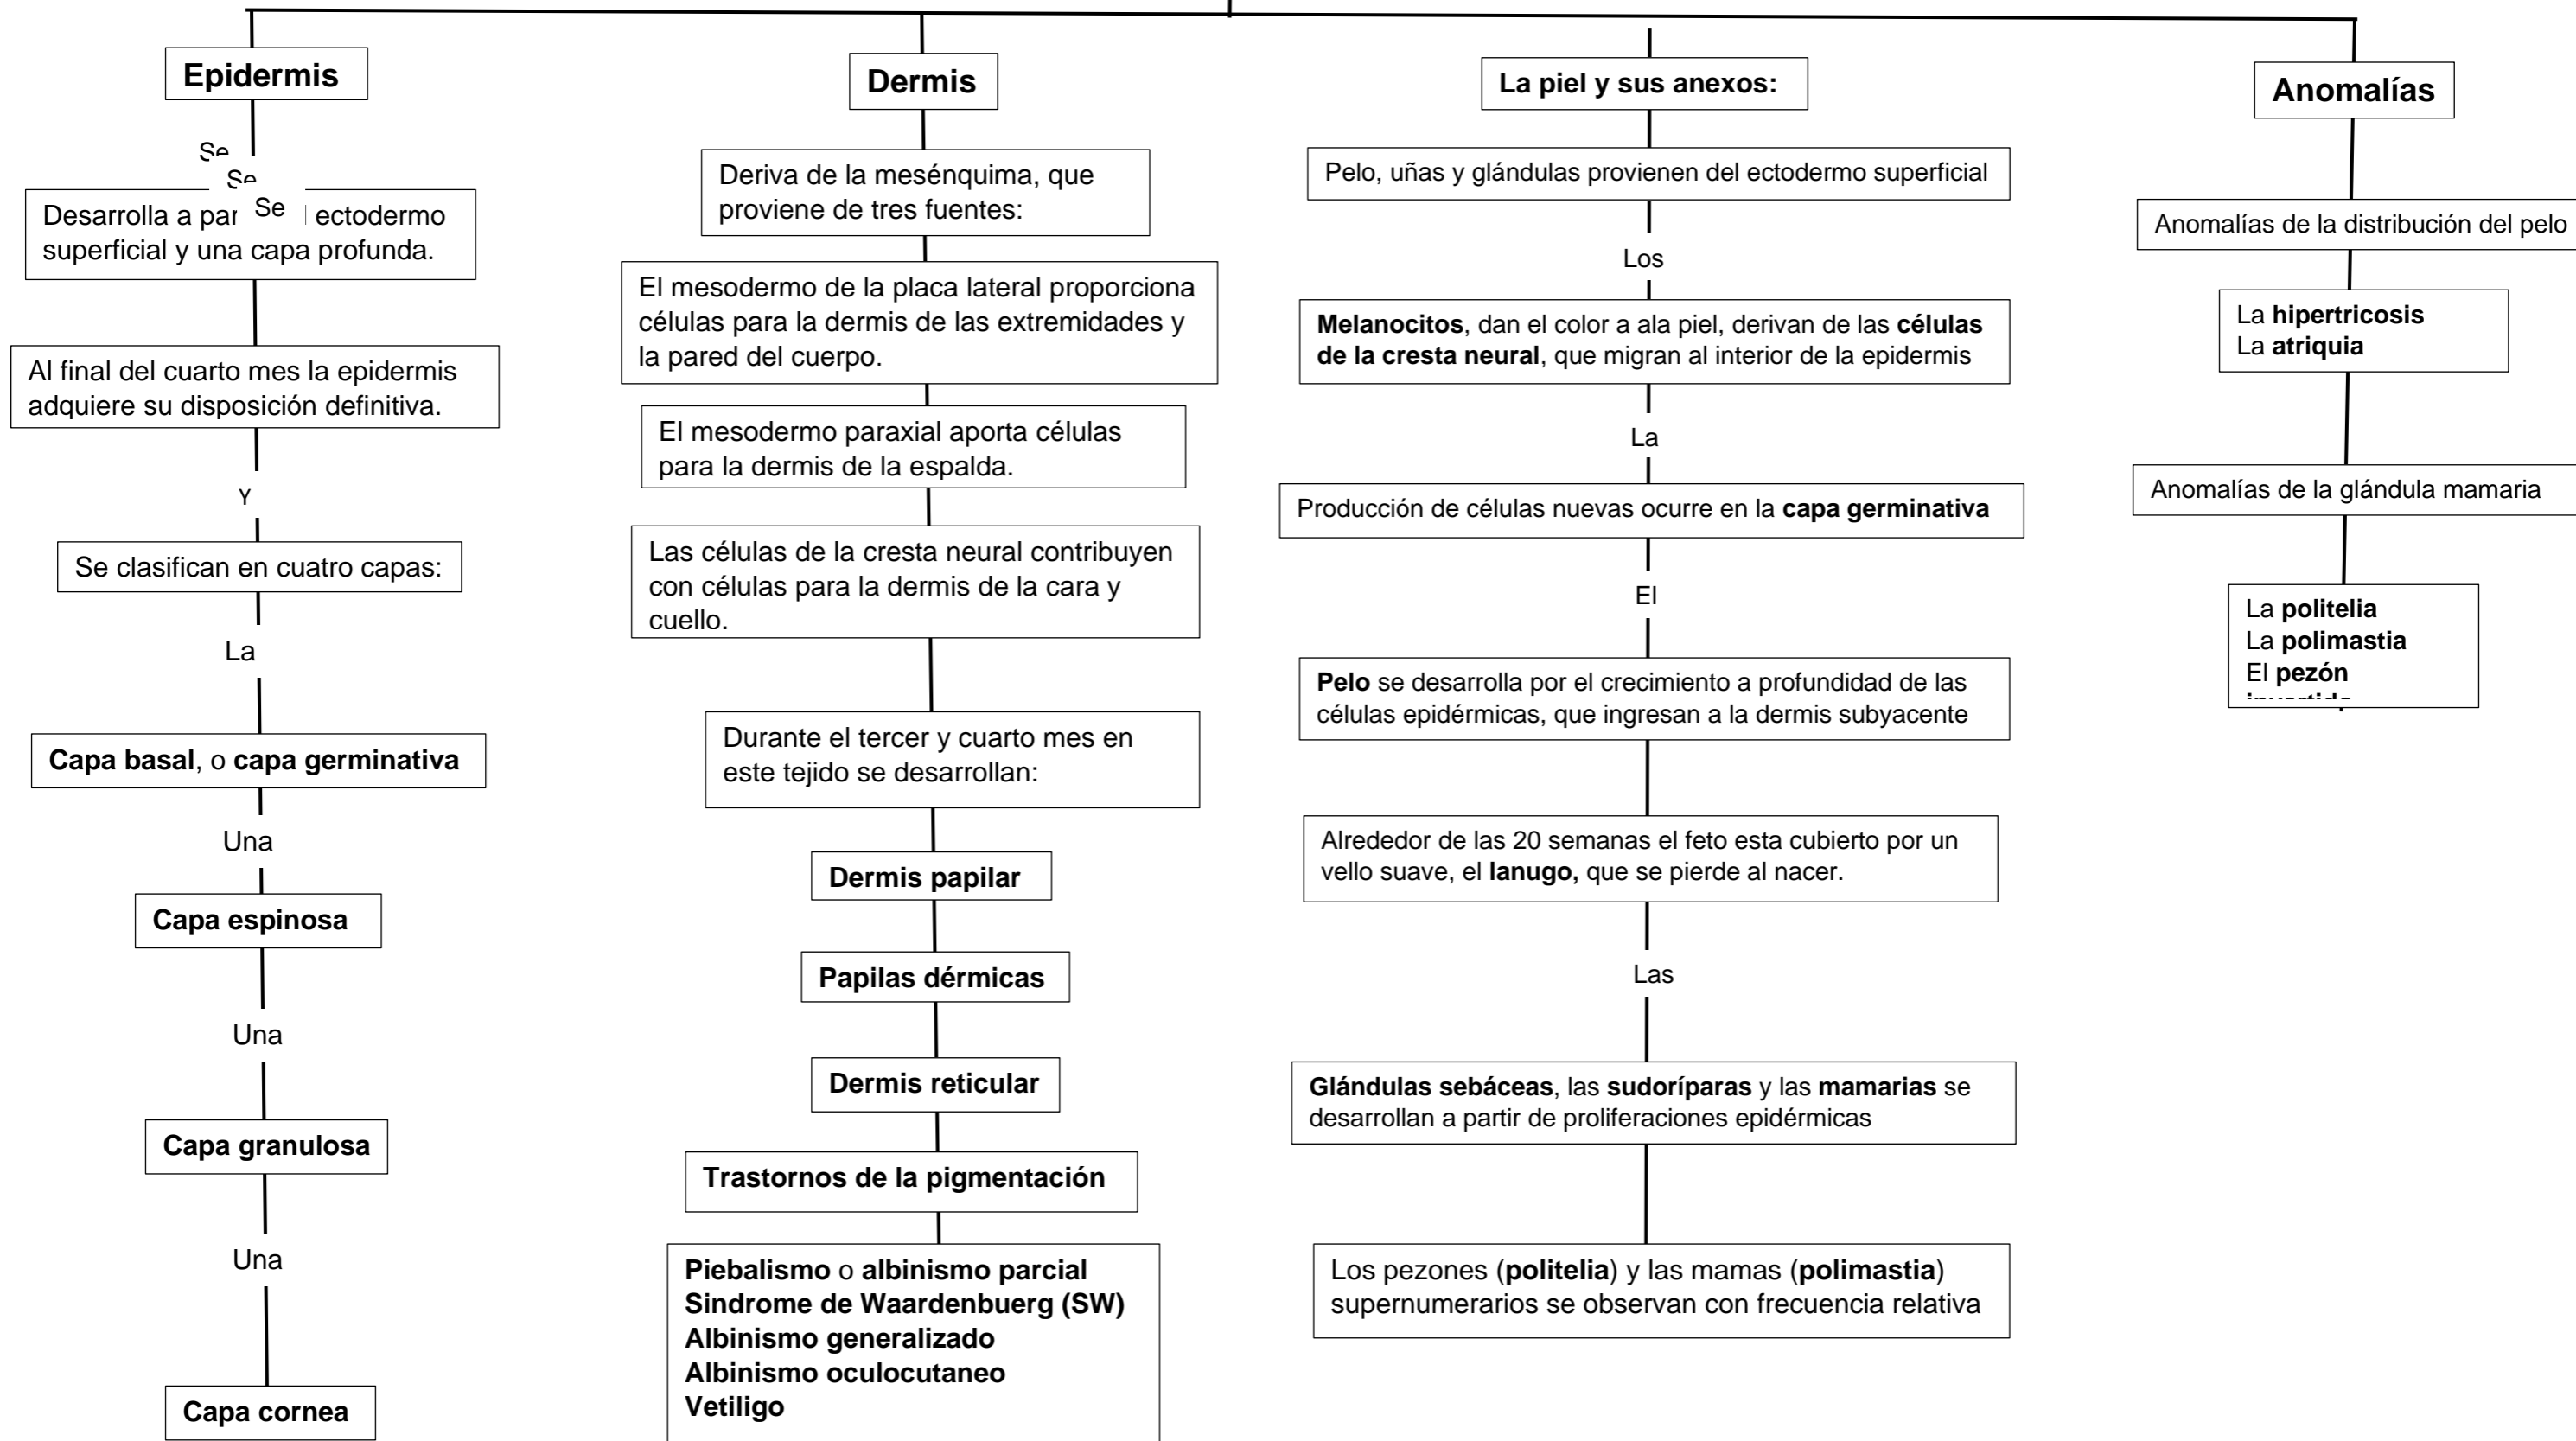 Epidermis
Se
Se
Se
Desarrolla a par l ectodermo
superficial y una capa profunda.
Al final del cuarto mes la epidermis
adquiere su disposición definitiva.
Y
Se clasifican en cuatro capas:
La
Capa basal, o capa germinativa
Una
Capa espinosa
Una
Capa granulosa
Una
Capa cornea
Dermis
Deriva de la mesénquima, que
proviene de tres fuentes:
El mesodermo de la placa lateral proporciona
células para la dermis de las extremidades y
la pared del cuerpo.
El mesodermo paraxial aporta células
para la dermis de la espalda.
Las células de la cresta neural contribuyen
con células para la dermis de la cara y
cuello.
Durante el tercer y cuarto mes en
este tejido se desarrollan:
Dermis papilar
Papilas dérmicas
Dermis reticular
Trastornos de la pigmentación
Piebalismo o albinismo parcial
Sindrome de Waardenbuerg (SW)
Albinismo generalizado
Albinismo oculocutaneo
Vetiligo
La piel y sus anexos:
Pelo, uñas y glándulas provienen del ectodermo superficial
Los
Melanocitos, dan el color a ala piel, derivan de las células
de la cresta neural, que migran al interior de la epidermis
La
Producción de células nuevas ocurre en la capa germinativa
El
Pelo se desarrolla por el crecimiento a profundidad de las
células epidérmicas, que ingresan a la dermis subyacente
Alrededor de las 20 semanas el feto esta cubierto por un
vello suave, el lanugo, que se pierde al nacer.
Las
Glándulas sebáceas, las sudoríparas y las mamarias se
desarrollan a partir de proliferaciones epidérmicas
Los pezones (politelia) y las mamas (polimastia)
supernumerarios se observan con frecuencia relativa
Anomalías
Anomalías de la distribución del pelo
La hipertricosis
La atriquia
Anomalías de la glándula mamaria
La politelia
La polimastia
El pezón